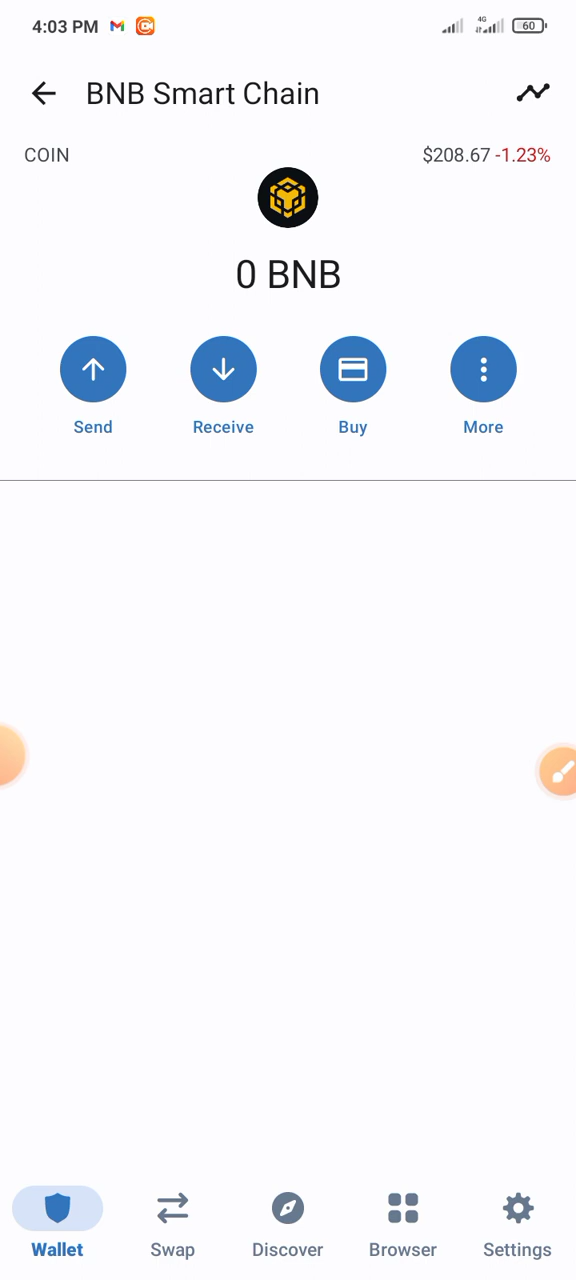 4:03 PM 4G 60
BNB Smart Chain
COIN $208.67 -1.23%
0 BNB
Send Receive Buy More
Wallet Swap Discover Browser Settings